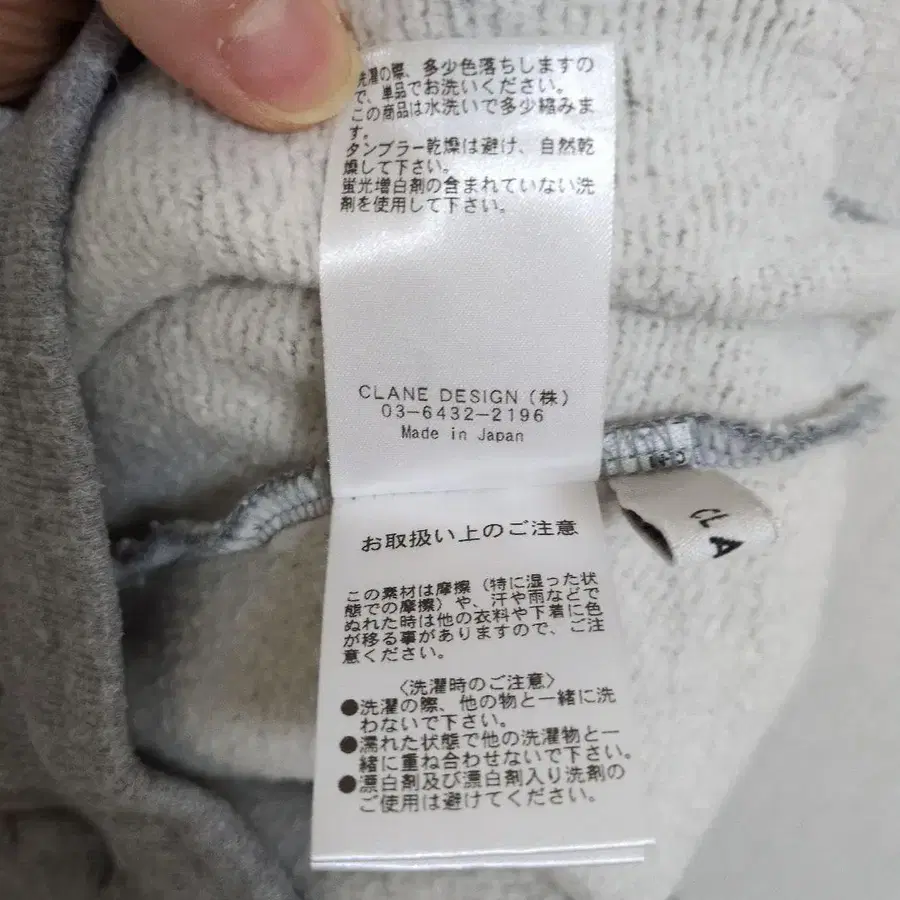 洗濯の際、多少色落ちしますの
で、単品でお洗いください。
この商品は水洗いで多少縮みま
す。
タンブラー乾燥は避け、自然乾
燥して下さい。
蛍光増白剤の含まれていない洗
剤を使用して下さい。
CLANE DESIGN (株)
03-6432-2196
Made in Japan
CLA
お取扱い上のご注意
この素材は摩擦（特に湿った状
態での摩擦）や、汗や雨などで
ぬれた時は他の衣料や下着に色
が移る事がありますので、ご注
意ください。
〈洗濯時のご注意〉
●洗濯の際、他の物と一緒に洗
わないで下さい。
●濡れた状態で他の洗濯物と一
緒に重ね合わせないで下さい。
●漂白剤及び漂白剤入り洗剤の
ご使用は避けてください。